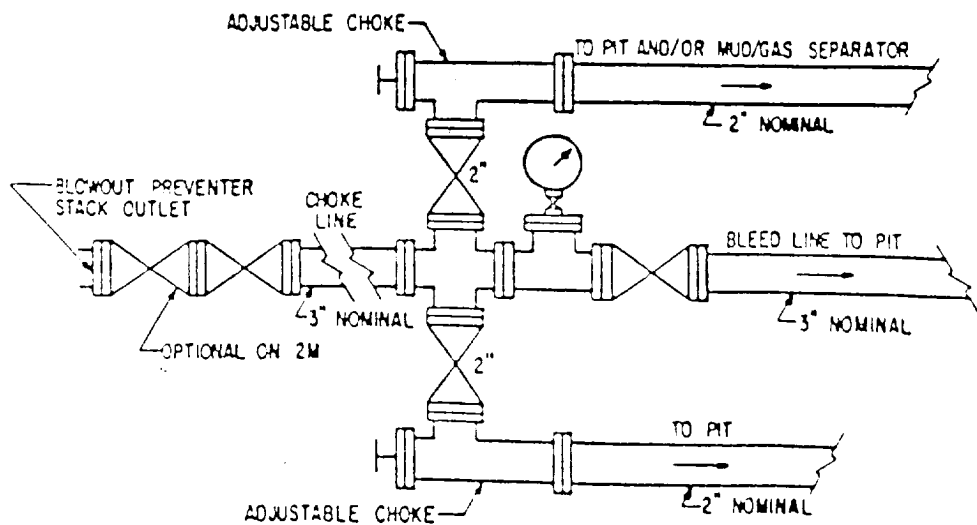 ADJUSTABLE CHOKE
TO PIT AND/OR MUD/GAS SEPARATOR
2" NOMINAL
2"
BLOWOUT PREVENTER
STACK OUTLET
CHOKE
LINE
BLEED LINE TO PIT
3" NOMINAL
3" NOMINAL
OPTIONAL ON 2M
2"
TO PIT
ADJUSTABLE CHOKE
2" NOMINAL